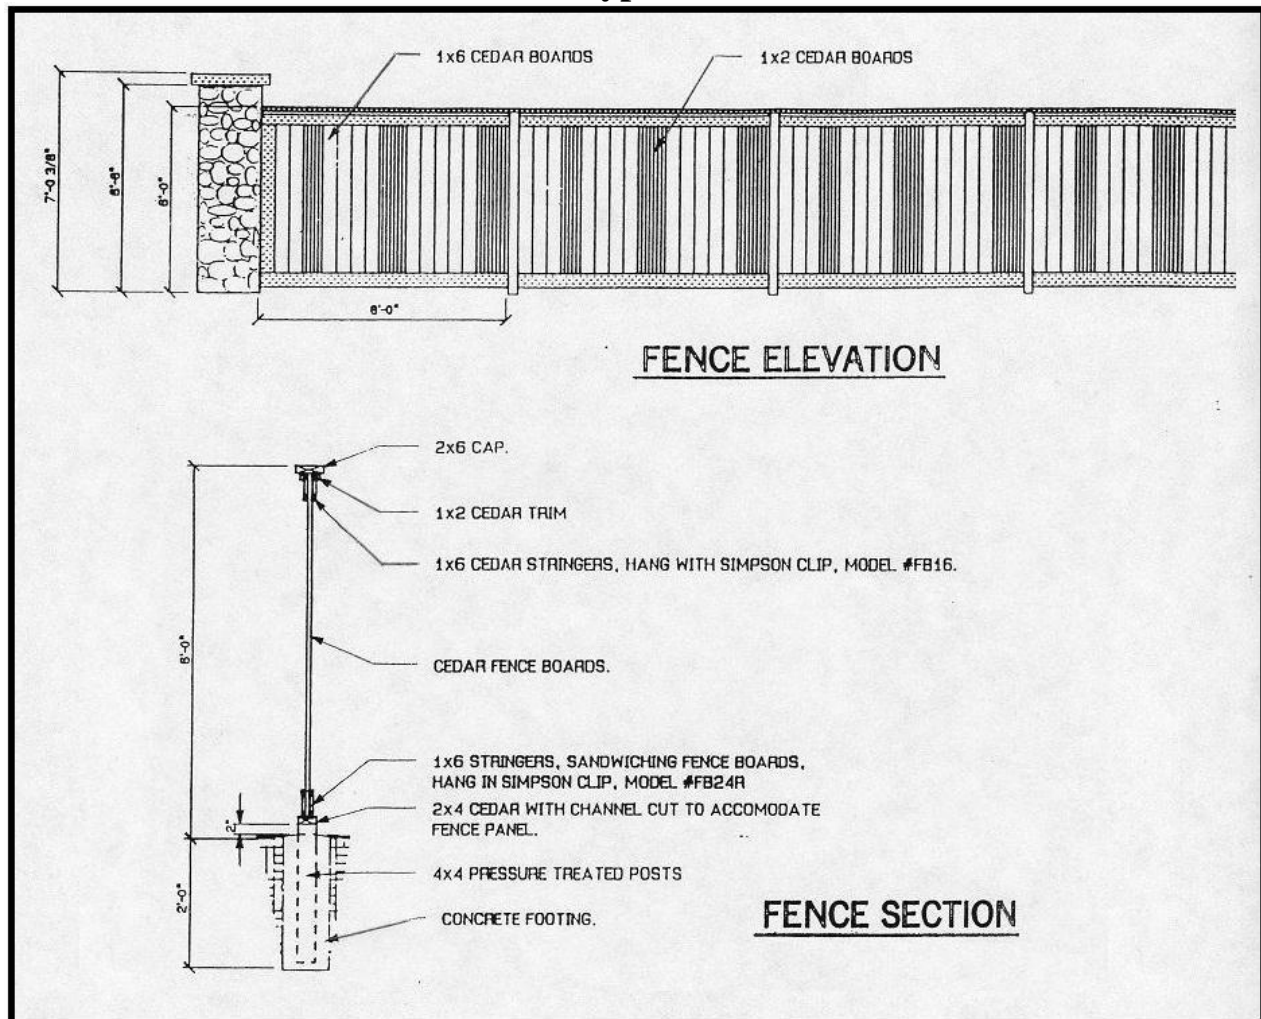 1x6 CEDAR BOARDS
1x2 CEDAR BOARDS
7'-0 3/8"
6'-6"
6'-0"
6'-0"
FENCE ELEVATION
2x6 CAP.
1x2 CEDAR TRIM
1x6 CEDAR STRINGERS, HANG WITH SIMPSON CLIP, MODEL #FB16.
6'-0"
CEDAR FENCE BOARDS.
1x6 STRINGERS, SANDWICHING FENCE BOARDS,
HANG IN SIMPSON CLIP, MODEL #FB24R
2x4 CEDAR WITH CHANNEL CUT TO ACCOMODATE
FENCE PANEL.
2"
4x4 PRESSURE TREATED POSTS
2'-0"
CONCRETE FOOTING.
FENCE SECTION